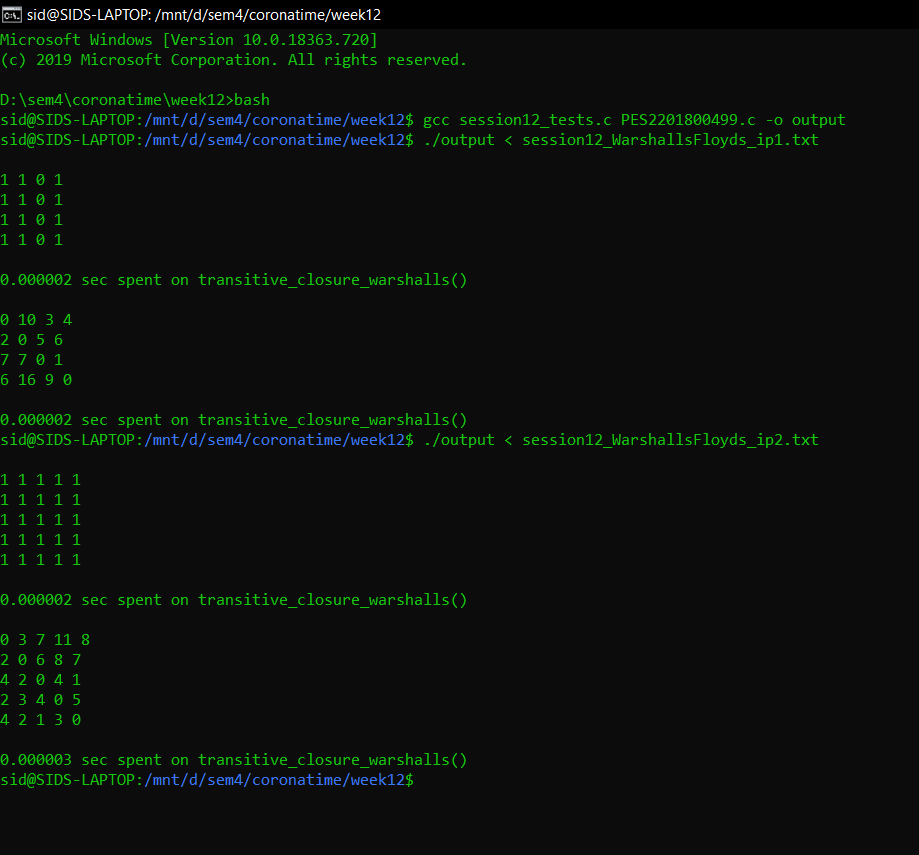 sid@SIDS-LAPTOP: /mnt/d/sem4/coronatime/week12
Microsoft Windows [Version 10.0.18363.720]
(c) 2019 Microsoft Corporation. All rights reserved.
D:\sem4\coronatime\week12>bash
sid@SIDS-LAPTOP:/mnt/d/sem4/coronatime/week12$ gcc session12_tests.c PES2201800499.c -o output
sid@SIDS-LAPTOP:/mnt/d/sem4/coronatime/week12$ ./output < session12_WarshallsFloyds_ip1.txt
1 1 0 1
1 1 0 1
1 1 0 1
1 1 0 1
0.000002 sec spent on transitive_closure_warshalls()
0 10 3 4
2 0 5 6
7 7 0 1
6 16 9 0
0.000002 sec spent on transitive_closure_warshalls()
sid@SIDS-LAPTOP:/mnt/d/sem4/coronatime/week12$ ./output < session12_WarshallsFloyds_ip2.txt
1 1 1 1 1
1 1 1 1 1
1 1 1 1 1
1 1 1 1 1
1 1 1 1 1
0.000002 sec spent on transitive_closure_warshalls()
0 3 7 11 8
2 0 6 8 7
4 2 0 4 1
2 3 4 0 5
4 2 1 3 0
0.000003 sec spent on transitive_closure_warshalls()
sid@SIDS-LAPTOP:/mnt/d/sem4/coronatime/week12$